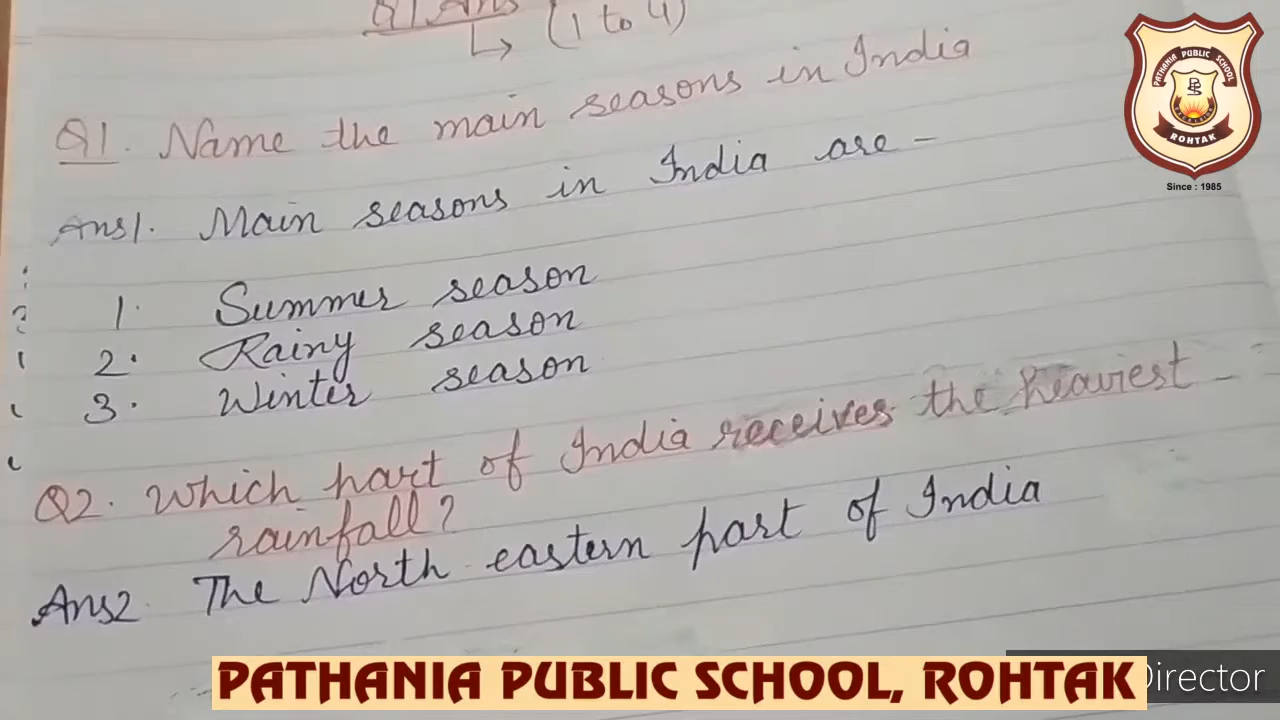 Q/Ans
↳ (1 to 4)
Q1. Name the main seasons in India
Ans1. Main seasons in India are -
1. Summer season
2. Rainy season
3. Winter season
Q2. Which part of India receives the heaviest -
rainfall?
Ans2. The North eastern part of India
PATHANIA PUBLIC SCHOOL
PPS
ROHTAK
Since : 1985
PATHANIA PUBLIC SCHOOL, ROHTAK
Director